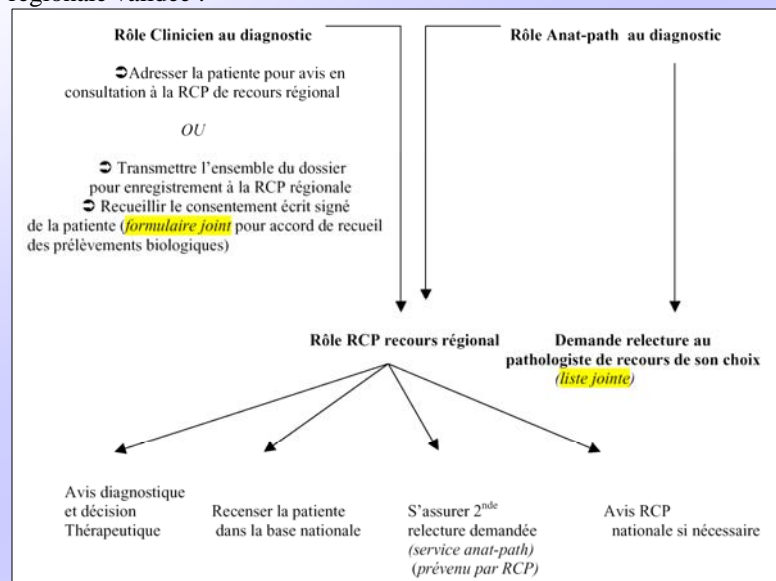 régionale validée :
Rôle Clinicien au diagnostic
➲Adresser la patiente pour avis en
consultation à la RCP de recours régional
OU
➲ Transmettre l'ensemble du dossier
pour enregistrement à la RCP régionale
➲ Recueillir le consentement écrit signé
de la patiente (formulaire joint pour accord de recueil
des prélèvements biologiques)
Rôle Anat-path au diagnostic
Rôle RCP recours régional
Demande relecture au
pathologiste de recours de son choix
(liste jointe)
Avis diagnostique
et décision
Thérapeutique
Recenser la patiente
dans la base nationale
S'assurer 2nde
relecture demandée
(service anat-path)
(prévenu par RCP)
Avis RCP
nationale si nécessaire